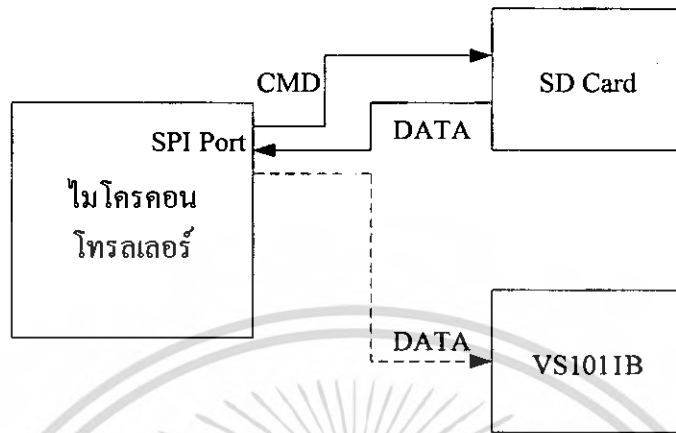 CMD
SD Card
SPI Port
DATA
ไมโครคอน
โทรลเลอร์
DATA
VS1011B